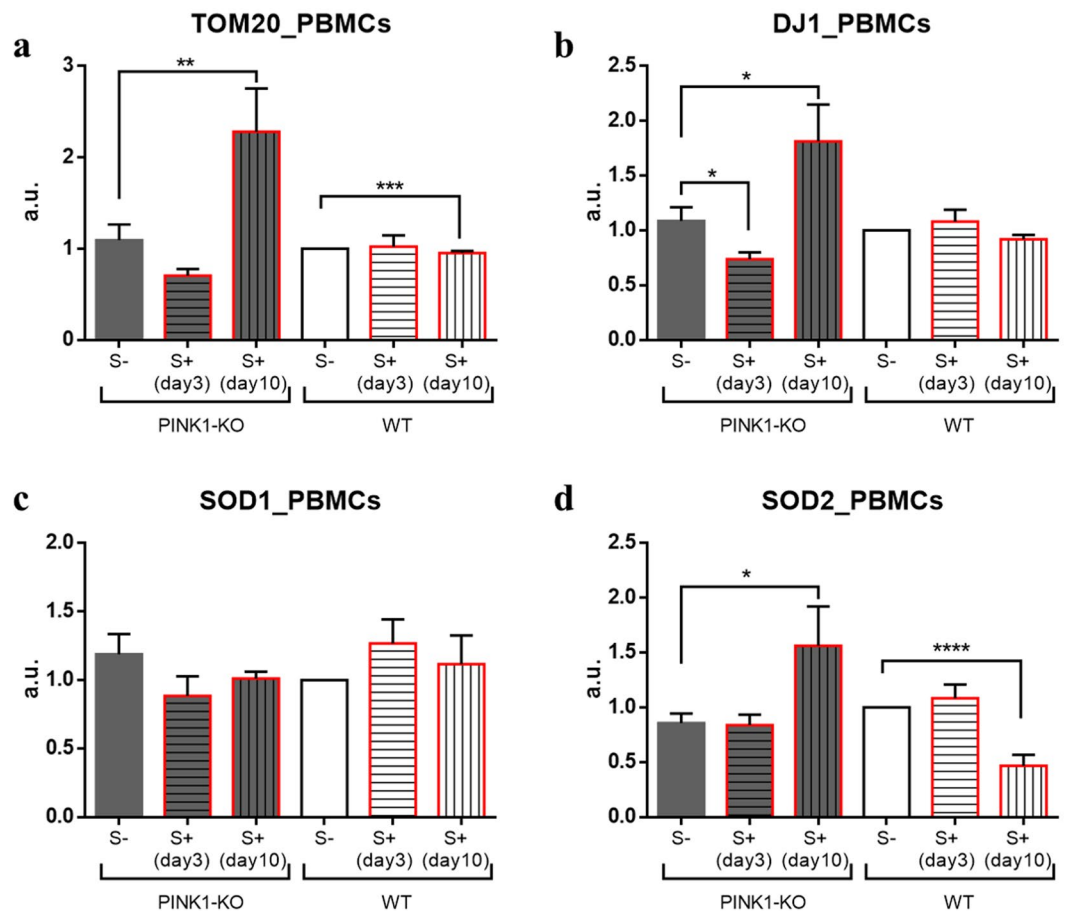 a
TOM20_PBMCs
3
2
1
0
a.u.
**
***
S- S+ S+ S- S+ S+
(day3) (day10) (day3) (day10)
PINK1-KO WT
b
DJ1_PBMCs
2.5
2.0
1.5
1.0
0.5
0.0
a.u.
*
*
S- S+ S+ S- S+ S+
(day3) (day10) (day3) (day10)
PINK1-KO WT
c
SOD1_PBMCs
2.0
1.5
1.0
0.5
0.0
a.u.
S- S+ S+ S- S+ S+
(day3) (day10) (day3) (day10)
PINK1-KO WT
d
SOD2_PBMCs
2.5
2.0
1.5
1.0
0.5
0.0
a.u.
*
****
S- S+ S+ S- S+ S+
(day3) (day10) (day3) (day10)
PINK1-KO WT